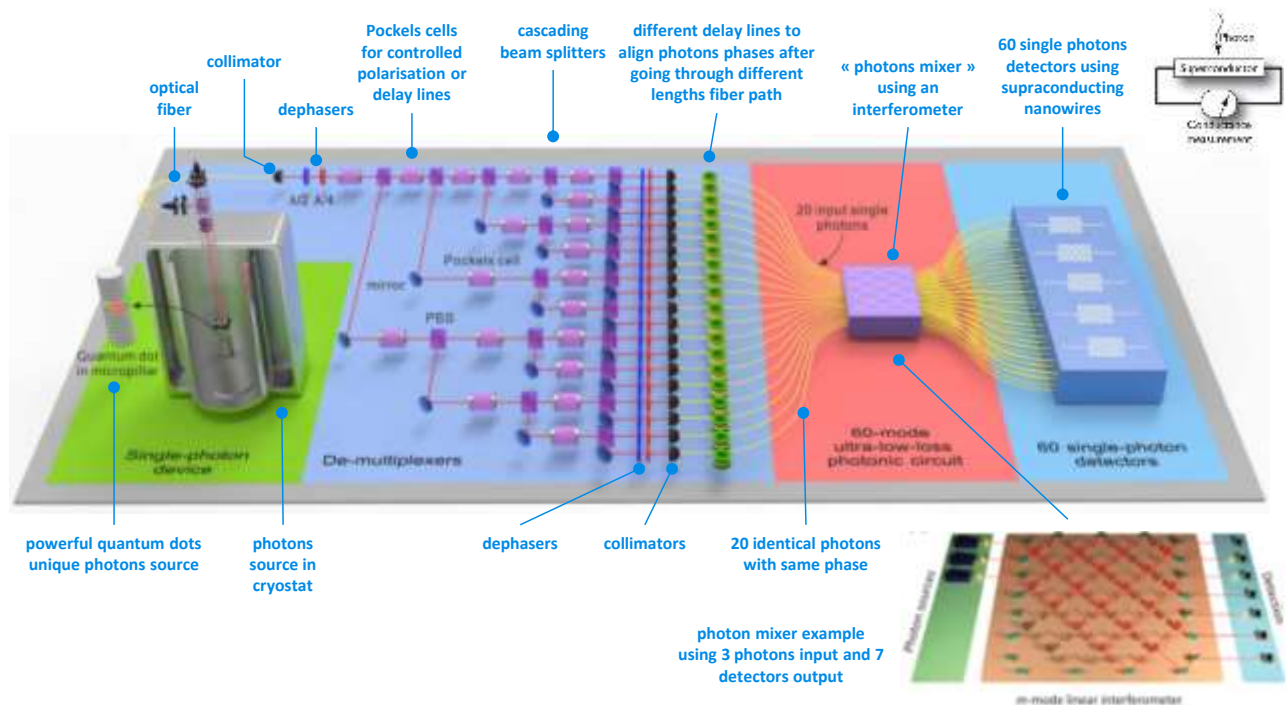 Pockels cells
for controlled
polarisation or
delay lines
cascading
beam splitters
different delay lines to
align photons phases after
going through different
lengths fiber path
« photons mixer »
using an
interferometer
60 single photons
detectors using
supraconducting
nanowires
Photon
Superconductor
Conductance
measurement
collimator
optical
fiber
dephasers
λ/2 λ/4
20 input single
photons
Pockels cell
mirror
PBS
Quantum dot
in micropillar
Single-photon
device
De-multiplexers
60-mode
ultra-low-loss
photonic circuit
60 single-photon
detectors
powerful quantum dots
unique photons source
photons
source in
cryostat
dephasers
collimators
20 identical photons
with same phase
photon mixer example
using 3 photons input and 7
detectors output
Photon sources
Detection
m-mode linear interferometer